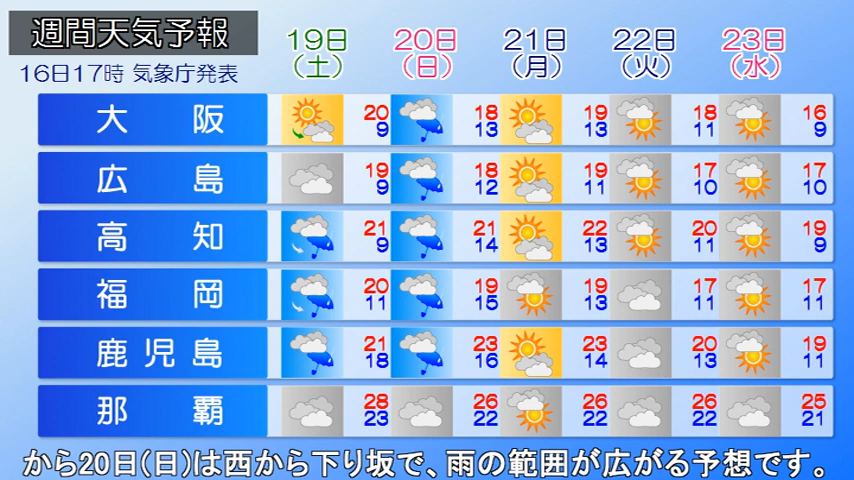 週間天気予報
16日17時 気象庁発表
19日 20日 21日 22日 23日
(土) (日) (月) (火) (水)
大阪 20 9 18 13 19 13 18 11 16 9
広島 19 9 18 12 19 11 17 10 17 10
高知 21 9 21 14 22 13 20 11 19 9
福岡 20 11 19 15 19 13 17 11 17 11
鹿児島 21 18 23 16 23 14 20 13 19 11
那覇 28 23 26 22 26 22 26 22 25 21
から20日(日)は西から下り坂で、雨の範囲が広がる予想です。